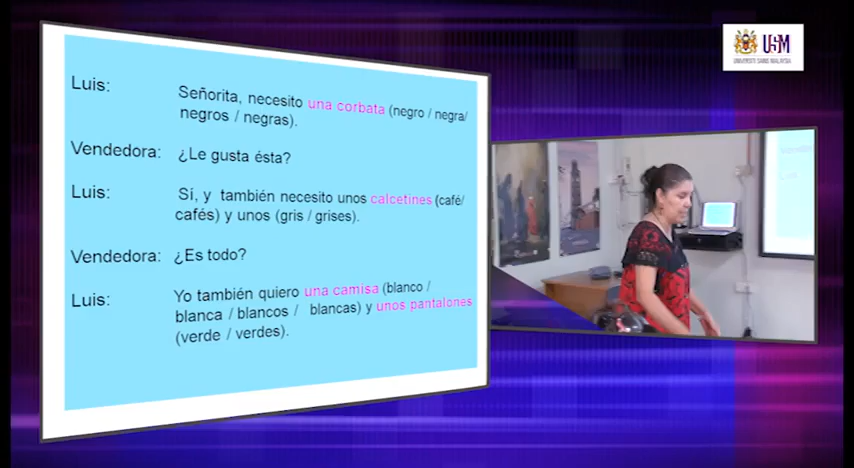 USM
UNIVERSITI SAINS MALAYSIA
Luis: Señorita, necesito una corbata (negro / negra/
negros / negras).
Vendedora: ¿Le gusta ésta?
Luis: Sí, y también necesito unos calcetines (café/
cafés) y unos (gris / grises).
Vendedora: ¿Es todo?
Luis: Yo también quiero una camisa (blanco /
blanca / blancos / blancas) y unos pantalones
(verde / verdes).